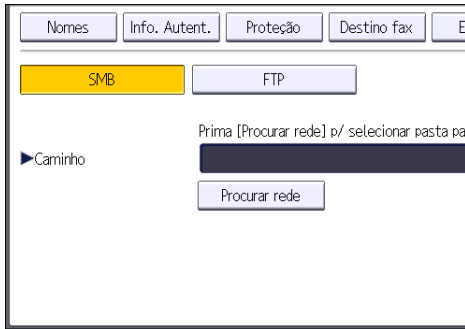 Nomes Info. Autent. Proteção Destino fax E
SMB FTP
Prima [Procurar rede] p/ selecionar pasta pa
▶Caminho
Procurar rede